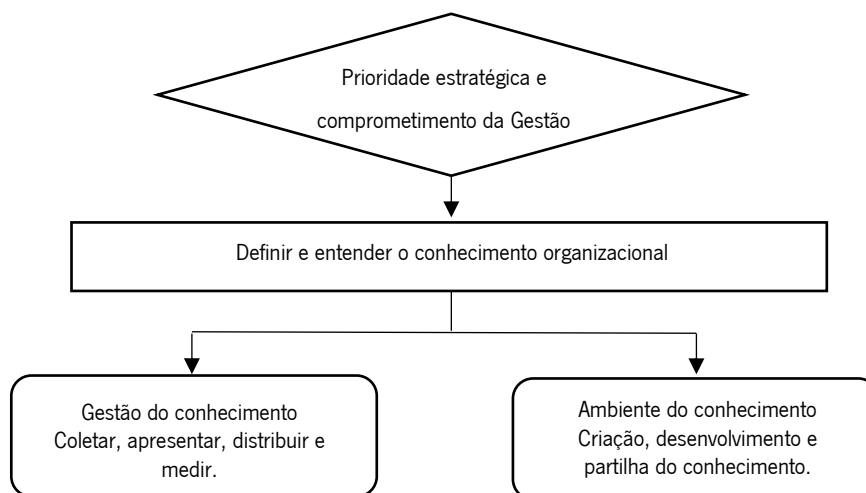 Prioridade estratégica e
comprometimento da Gestão
Definir e entender o conhecimento organizacional
Gestão do conhecimento
Coletar, apresentar, distribuir e
medir.
Ambiente do conhecimento
Criação, desenvolvimento e
partilha do conhecimento.